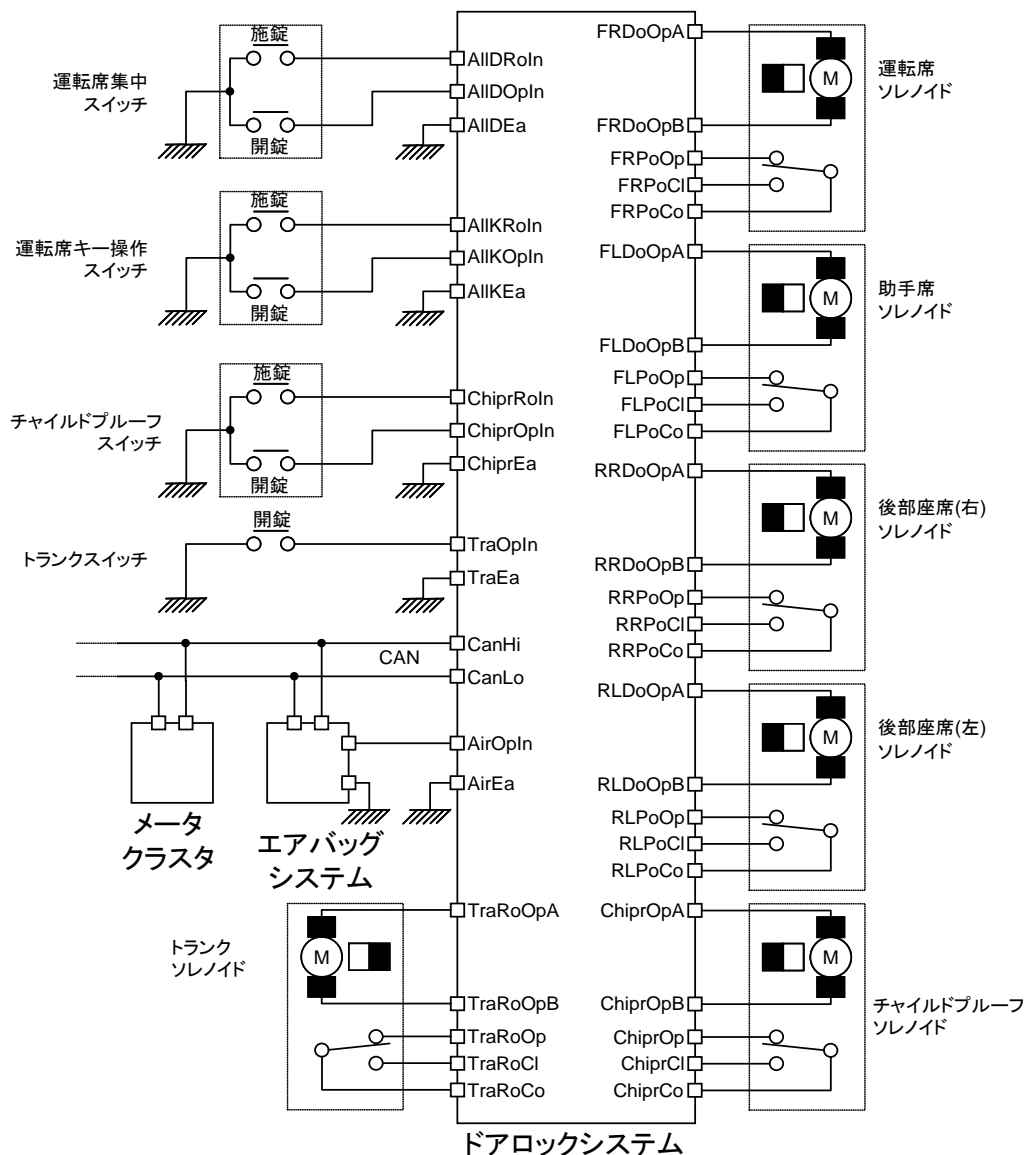 運転席集中
スイッチ
施錠
開錠
AllDRoIn
AllDOpIn
AllDEa
運転席キー操作
スイッチ
施錠
開錠
AllKRoIn
AllKOpIn
AllKEa
チャイルドプルーフ
スイッチ
施錠
開錠
ChiprRoIn
ChiprOpIn
ChiprEa
トランクスイッチ
開錠
TraOpIn
TraEa
CAN
CanHi
CanLo
AirOpIn
AirEa
メータ
クラスタ
エアバッグ
システム
トランク
ソレノイド
M
TraRoOpA
TraRoOpB
TraRoOp
TraRoCl
TraRoCo
FRDoOpA
FRDoOpB
FRPoOp
FRPoCl
FRPoCo
M
運転席
ソレノイド
FLDoOpA
FLDoOpB
FLPoOp
FLPoCl
FLPoCo
M
助手席
ソレノイド
RRDoOpA
RRDoOpB
RRPoOp
RRPoCl
RRPoCo
M
後部座席(右)
ソレノイド
RLDoOpA
RLDoOpB
RLPoOp
RLPoCl
RLPoCo
M
後部座席(左)
ソレノイド
ChiprOpA
ChiprOpB
ChiprOp
ChiprCl
ChiprCo
M
チャイルドプルーフ
ソレノイド
ドアロックシステム